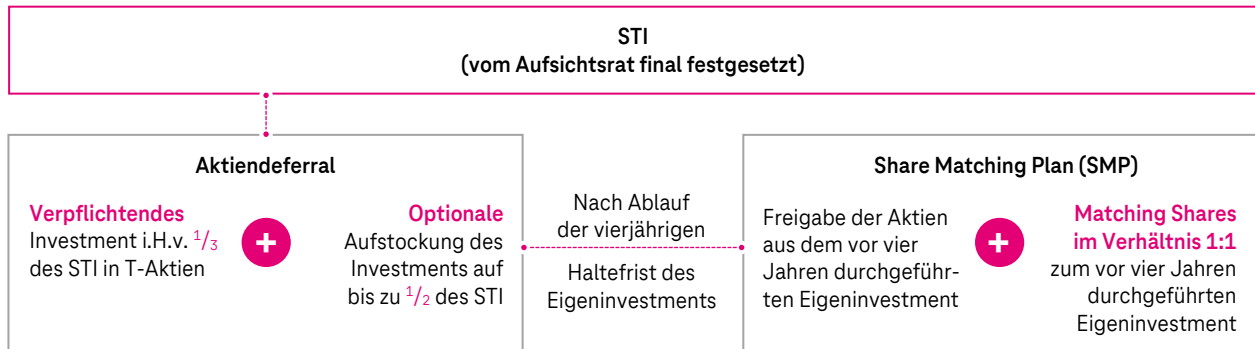 STI
(vom Aufsichtsrat final festgesetzt)
Aktiendeferral
Verpflichtendes
Investment i.H.v. 1/3
des STI in T-Aktien
+
Optionale
Aufstockung des
Investments auf
bis zu 1/2 des STI
Nach Ablauf
der vierjährigen
Haltefrist des
Eigeninvestments
Share Matching Plan (SMP)
Freigabe der Aktien
aus dem vor vier
Jahren durchgeführ-
ten Eigeninvestment
+
Matching Shares
im Verhältnis 1:1
zum vor vier Jahren
durchgeführten
Eigeninvestment